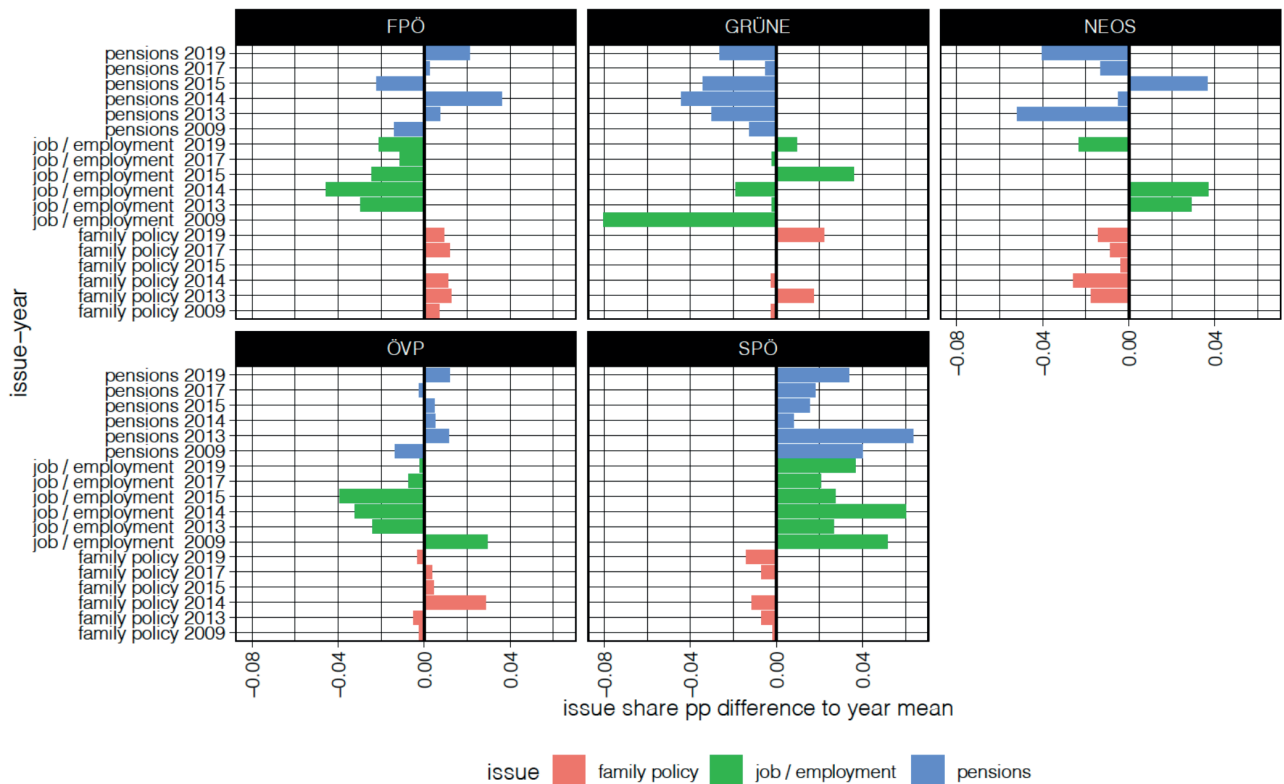 FPÖ
GRÜNE
NEOS
pensions 2019
pensions 2017
pensions 2015
pensions 2014
pensions 2013
pensions 2009
job / employment 2019
job / employment 2017
job / employment 2015
job / employment 2014
job / employment 2013
job / employment 2009
family policy 2019
family policy 2017
family policy 2015
family policy 2014
family policy 2013
family policy 2009
−0.08
−0.04
0.00
0.04
issue−year
ÖVP
SPÖ
pensions 2019
pensions 2017
pensions 2015
pensions 2014
pensions 2013
pensions 2009
job / employment 2019
job / employment 2017
job / employment 2015
job / employment 2014
job / employment 2013
job / employment 2009
family policy 2019
family policy 2017
family policy 2015
family policy 2014
family policy 2013
family policy 2009
−0.08
−0.04
0.00
0.04
−0.08
−0.04
0.00
0.04
issue share pp difference to year mean
issue family policy job / employment pensions